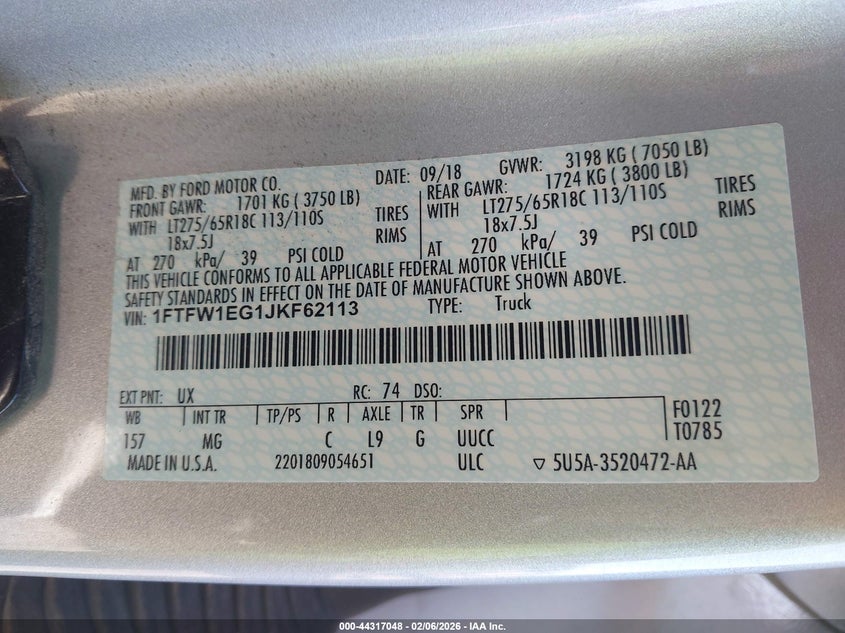 MFD. BY FORD MOTOR CO. DATE: 09/18 GVWR: 3198 KG ( 7050 LB)
FRONT GAWR: 1701 KG ( 3750 LB) REAR GAWR: 1724 KG ( 3800 LB)
WITH LT275/65R18C 113/110S TIRES WITH LT275/65R18C 113/110S TIRES
18x7.5J RIMS 18x7.5J RIMS
AT 270 kPa/ 39 PSI COLD AT 270 kPa/ 39 PSI COLD
THIS VEHICLE CONFORMS TO ALL APPLICABLE FEDERAL MOTOR VEHICLE
SAFETY STANDARDS IN EFFECT ON THE DATE OF MANUFACTURE SHOWN ABOVE.
VIN: 1FTFW1EG1JKF62113 TYPE: Truck
EXT PNT: UX RC: 74 DSO:
WB INT TR TP/PS R AXLE TR SPR F0122
157 MG C L9 G UUCC T0785
MADE IN U.S.A. 2201809054651 ULC ▽ 5U5A-3520472-AA
000-44317048 - 02/06/2026 - IAA Inc.